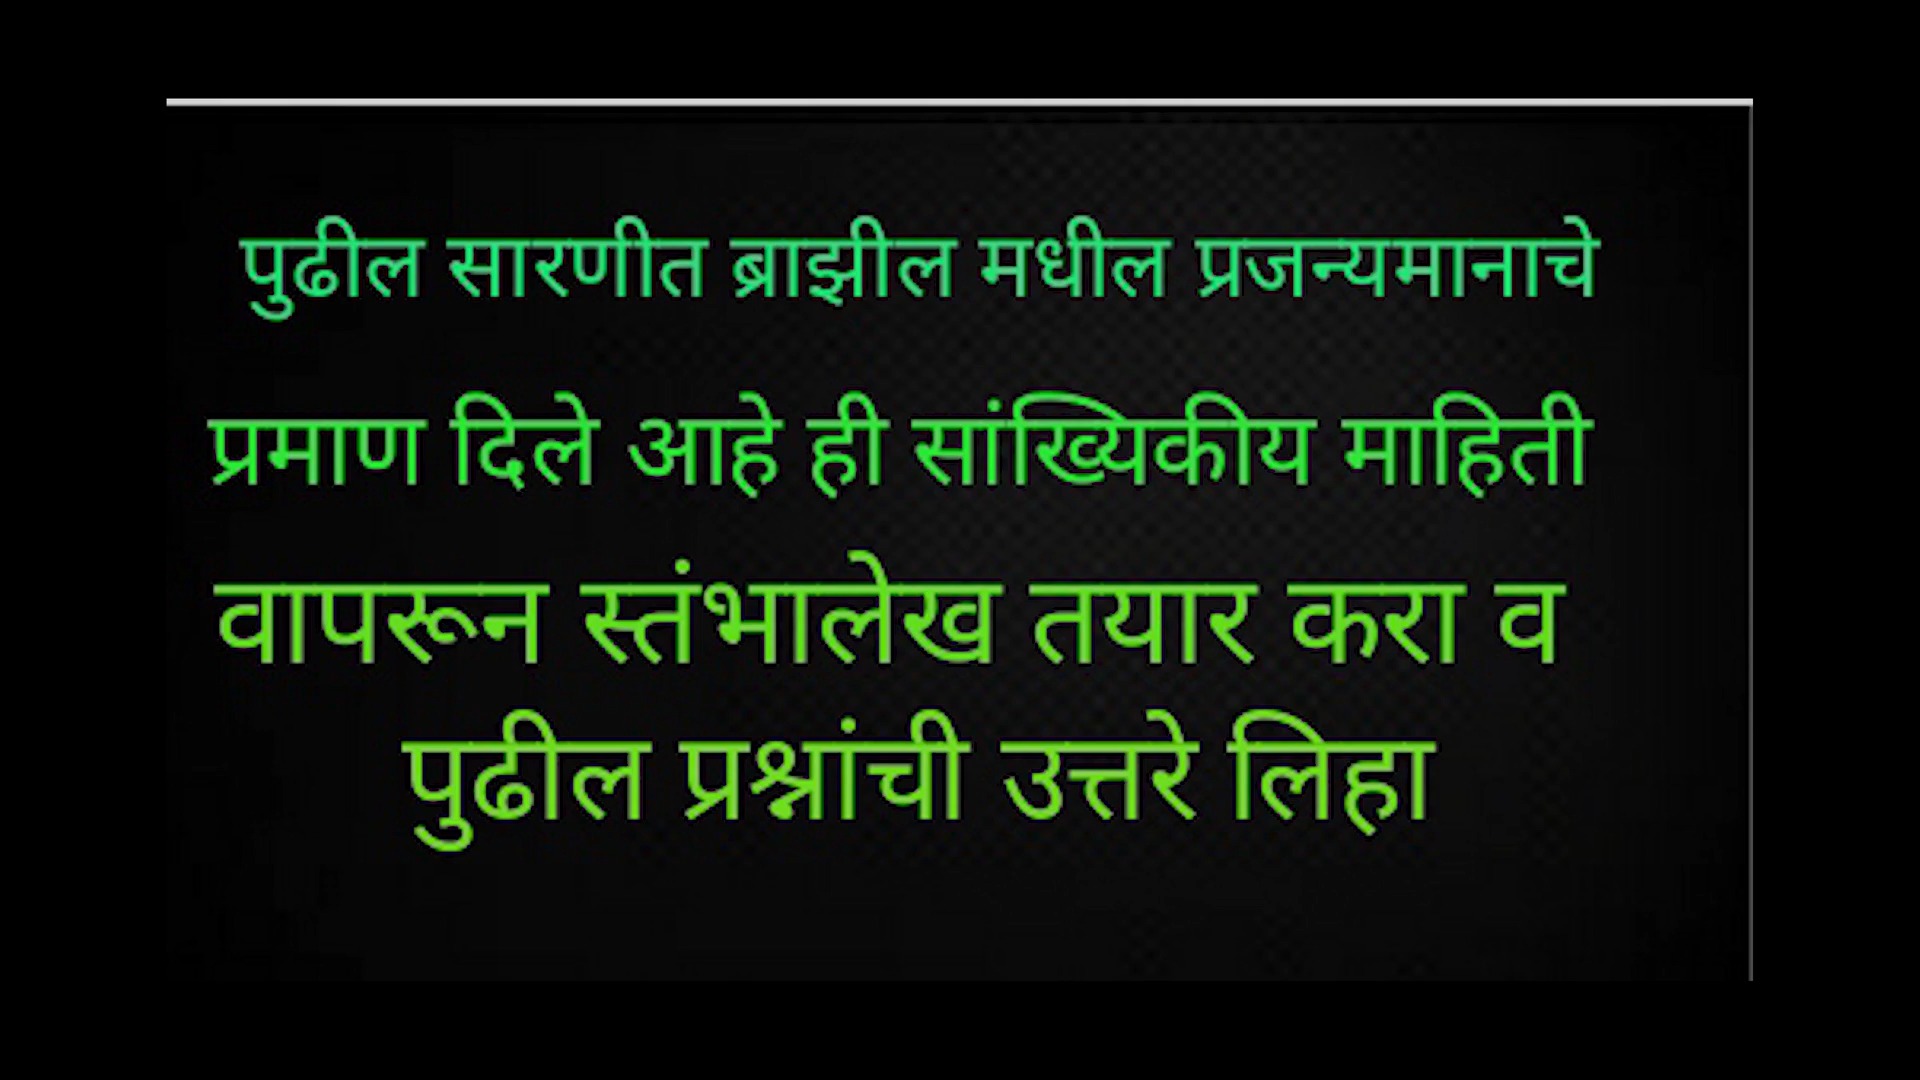 पुढील सारणीत ब्राझील मधील प्रजन्यमानाचे
प्रमाण दिले आहे ही सांख्यिकीय माहिती
वापरून स्तंभालेख तयार करा व
पुढील प्रश्नांची उत्तरे लिहा